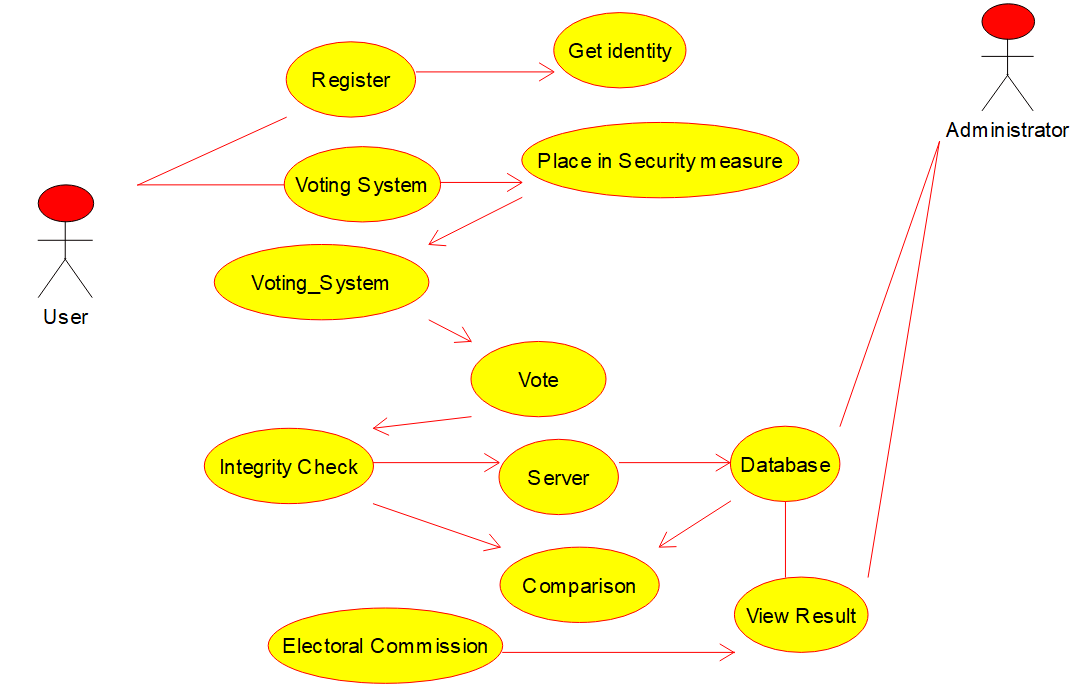 Get identity
Register
Administrator
Place in Security measure
Voting System
Voting_System
User
Vote
Integrity Check
Server
Database
Comparison
View Result
Electoral Commission